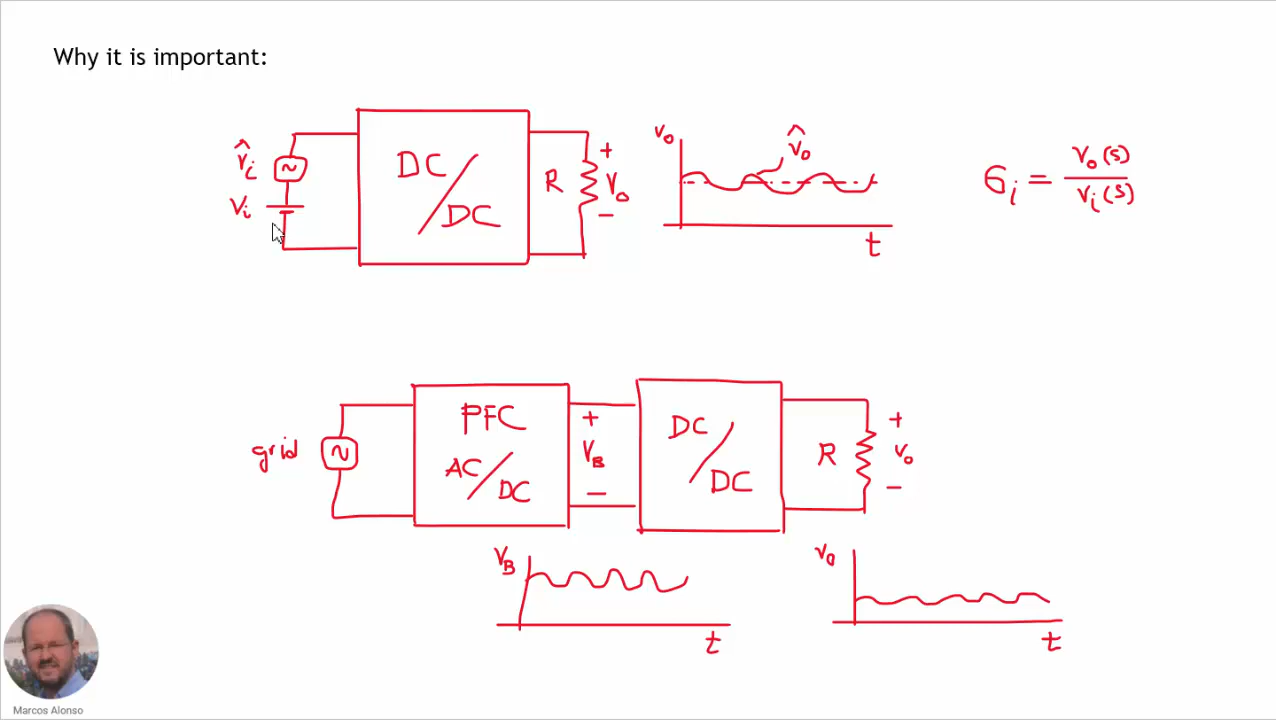 Why it is important:
v̂i
Vi
DC/DC
R
+
Vo
−
vo
v̂o
t
Gi = vo(s)/vi(s)
grid
PFC
AC/DC
+
VB
−
DC/DC
R
+
vo
−
VB
t
vo
t
Marcos Alonso